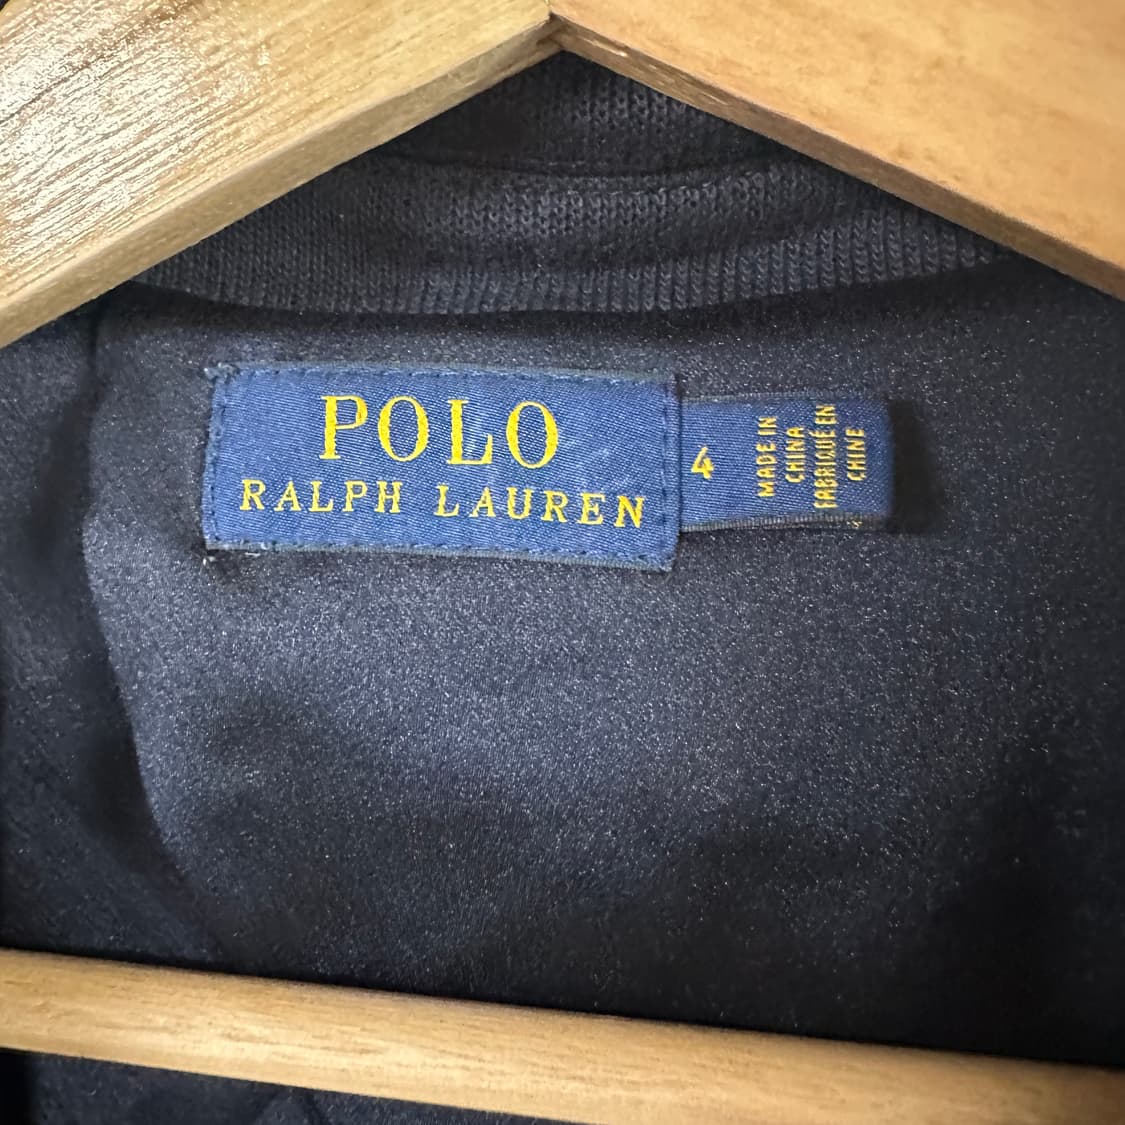 POLO
RALPH LAUREN
4
MADE IN
CHINA
FABRIQUÉ EN
CHINE